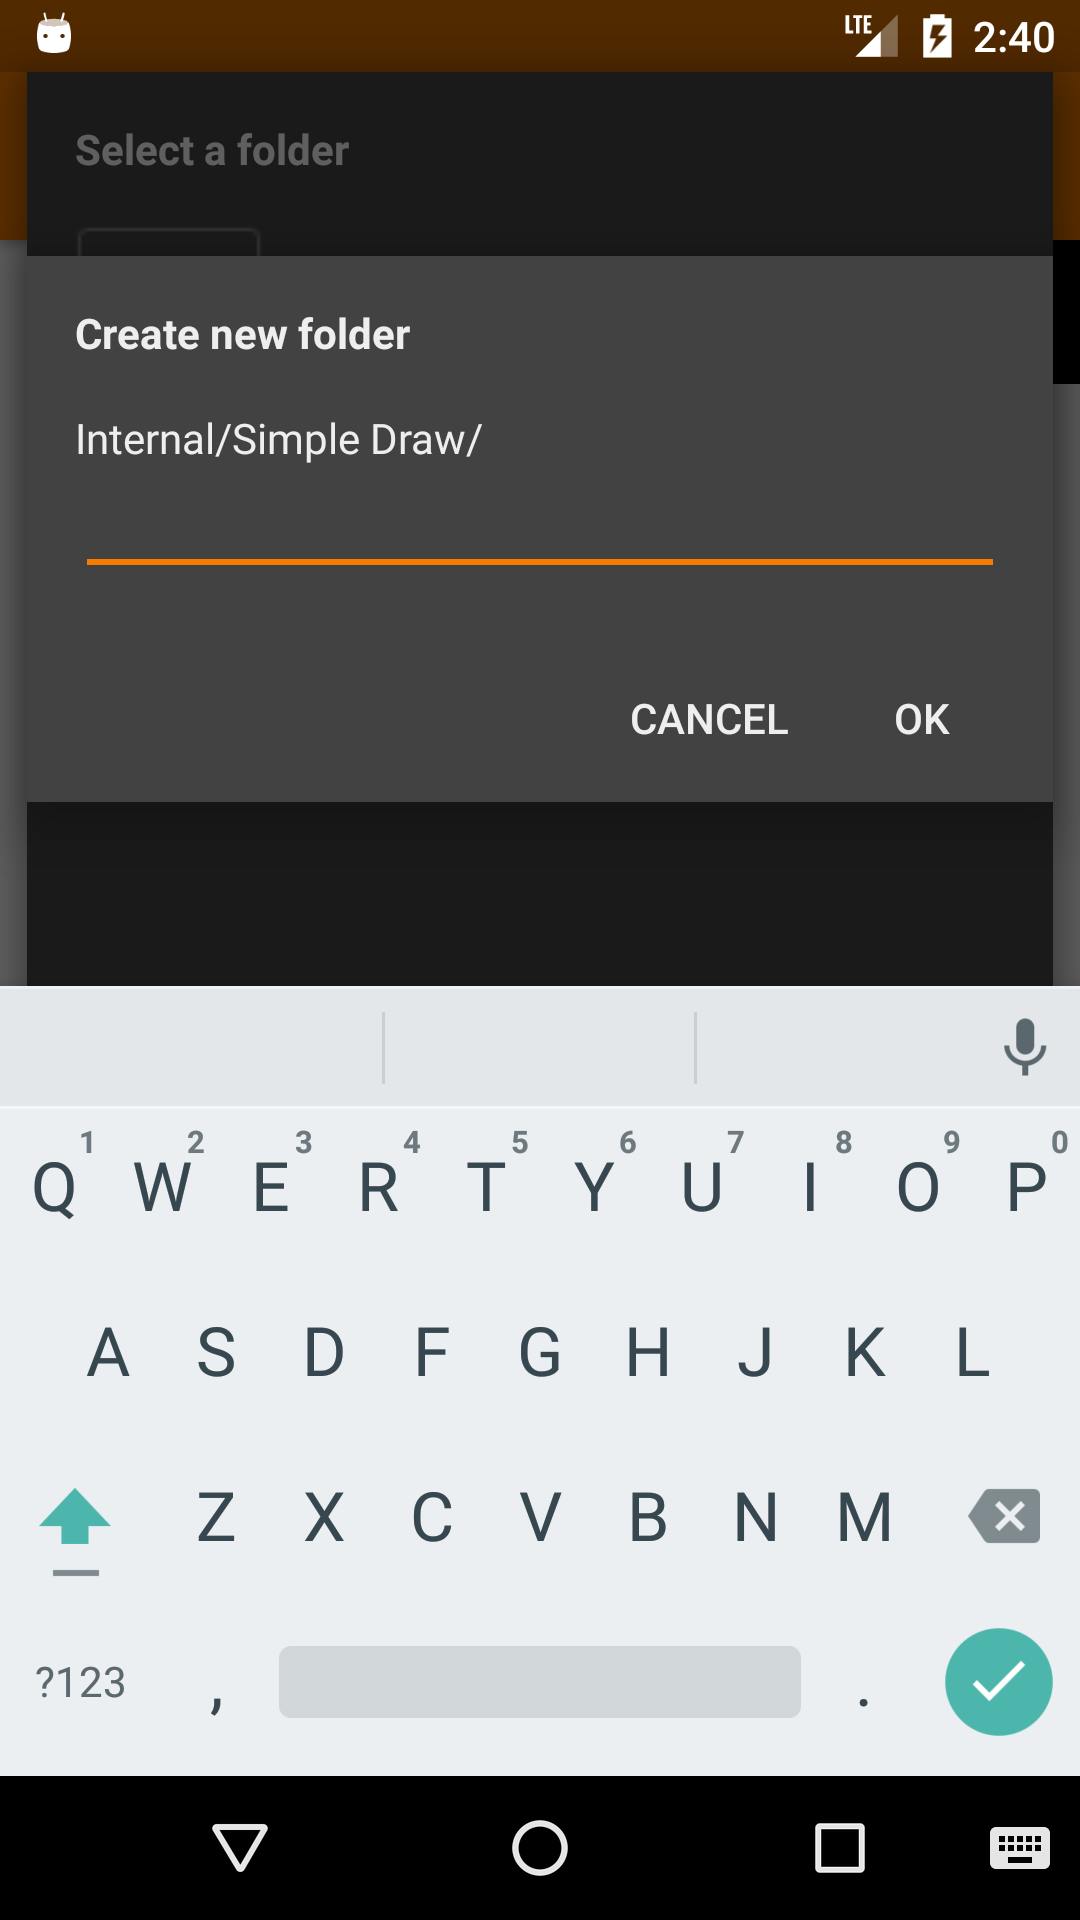 LTE 2:40
Select a folder
Create new folder
Internal/Simple Draw/
CANCEL OK
1 2 3 4 5 6 7 8 9 0
Q W E R T Y U I O P
A S D F G H J K L
Z X C V B N M
?123 , .